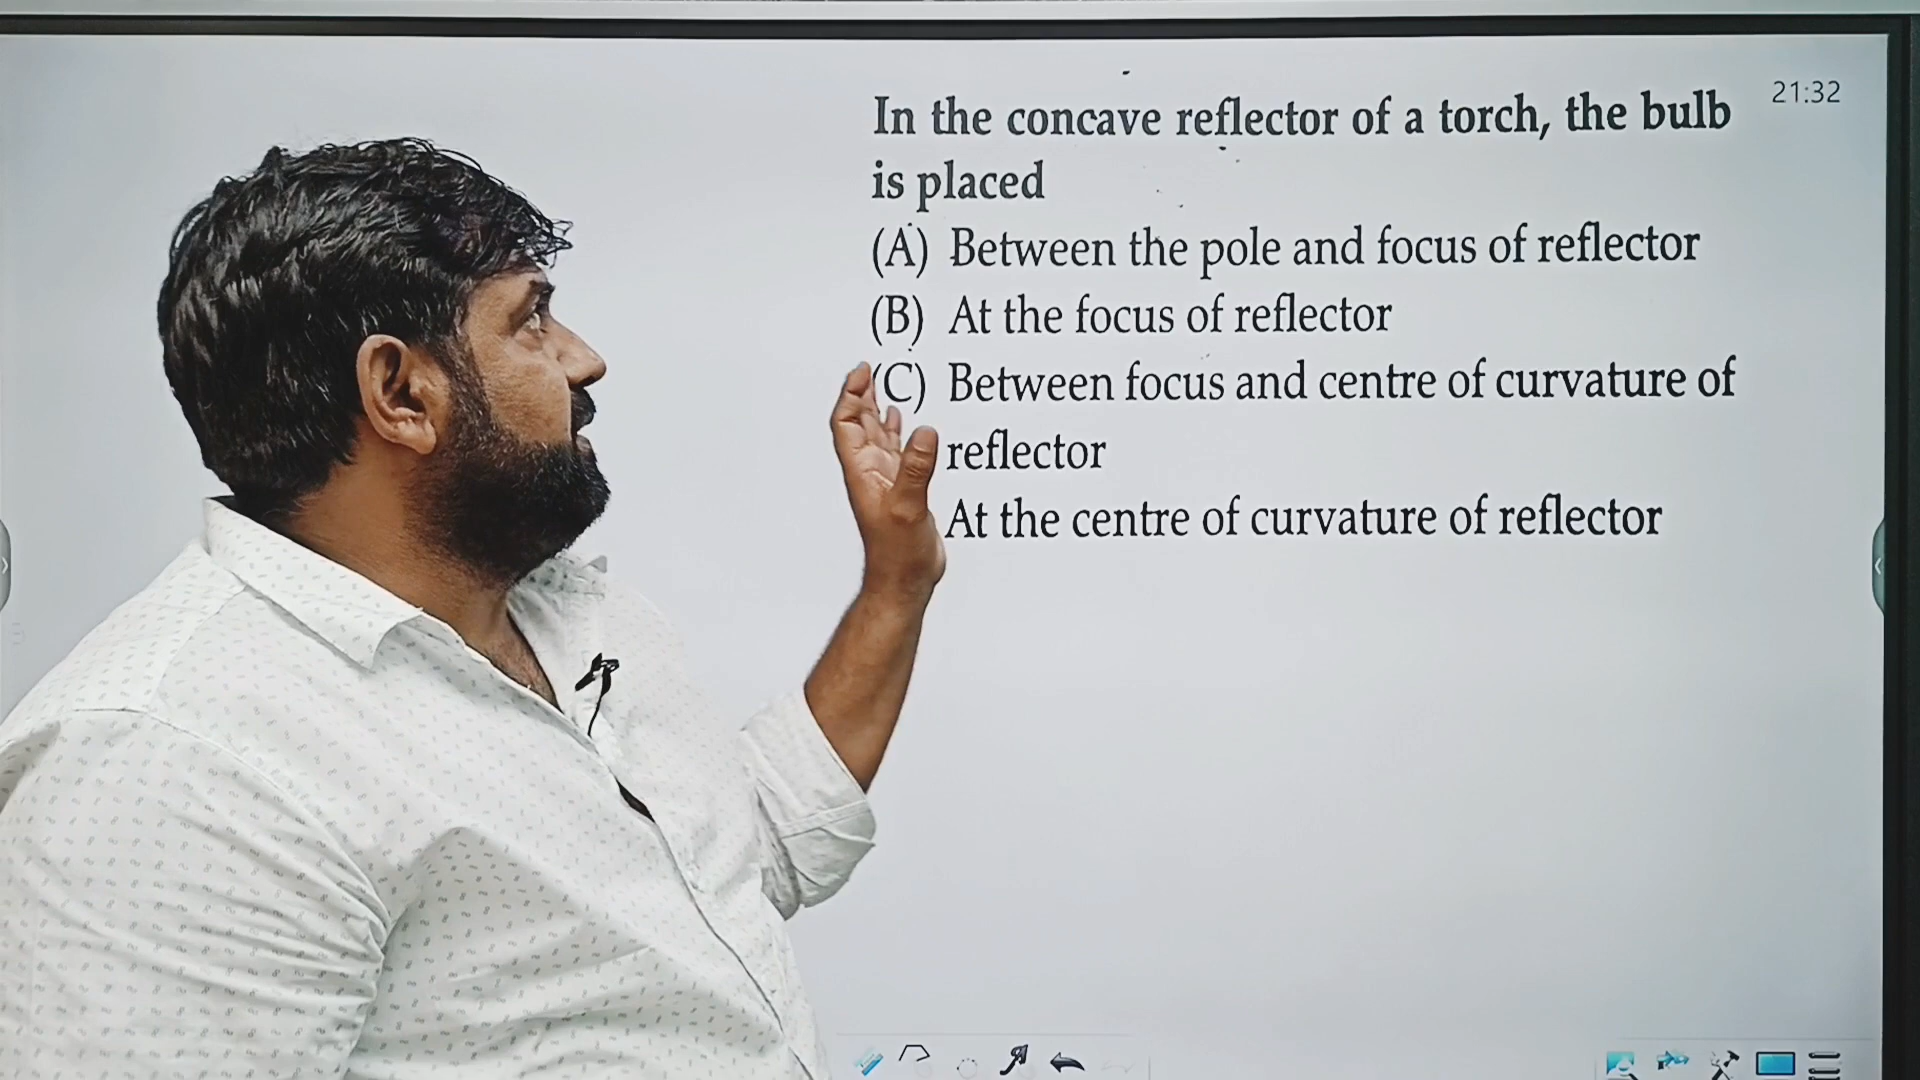 21:32
In the concave reflector of a torch, the bulb
is placed
(A) Between the pole and focus of reflector
(B) At the focus of reflector
(C) Between focus and centre of curvature of
reflector
At the centre of curvature of reflector